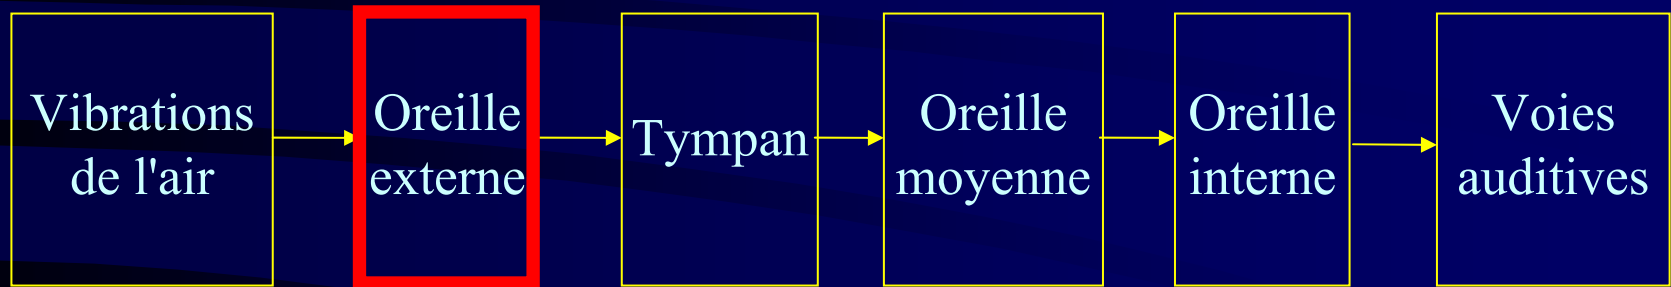 Vibrations
de l'air
Oreille
externe
Tympan
Oreille
moyenne
Oreille
interne
Voies
auditives